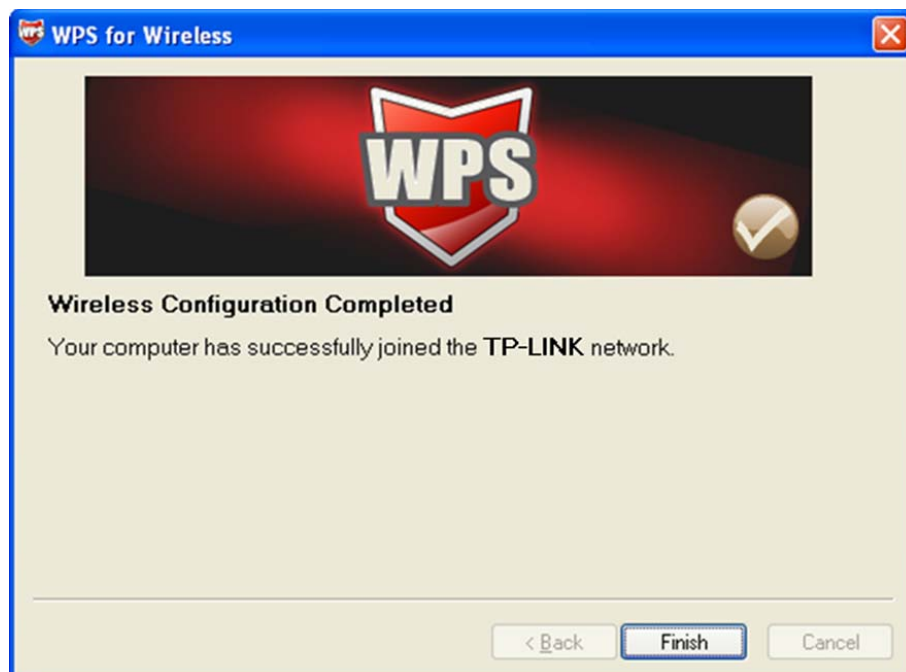 WPS for Wireless
WPS
Wireless Configuration Completed
Your computer has successfully joined the TP-LINK network.
< Back
Finish
Cancel